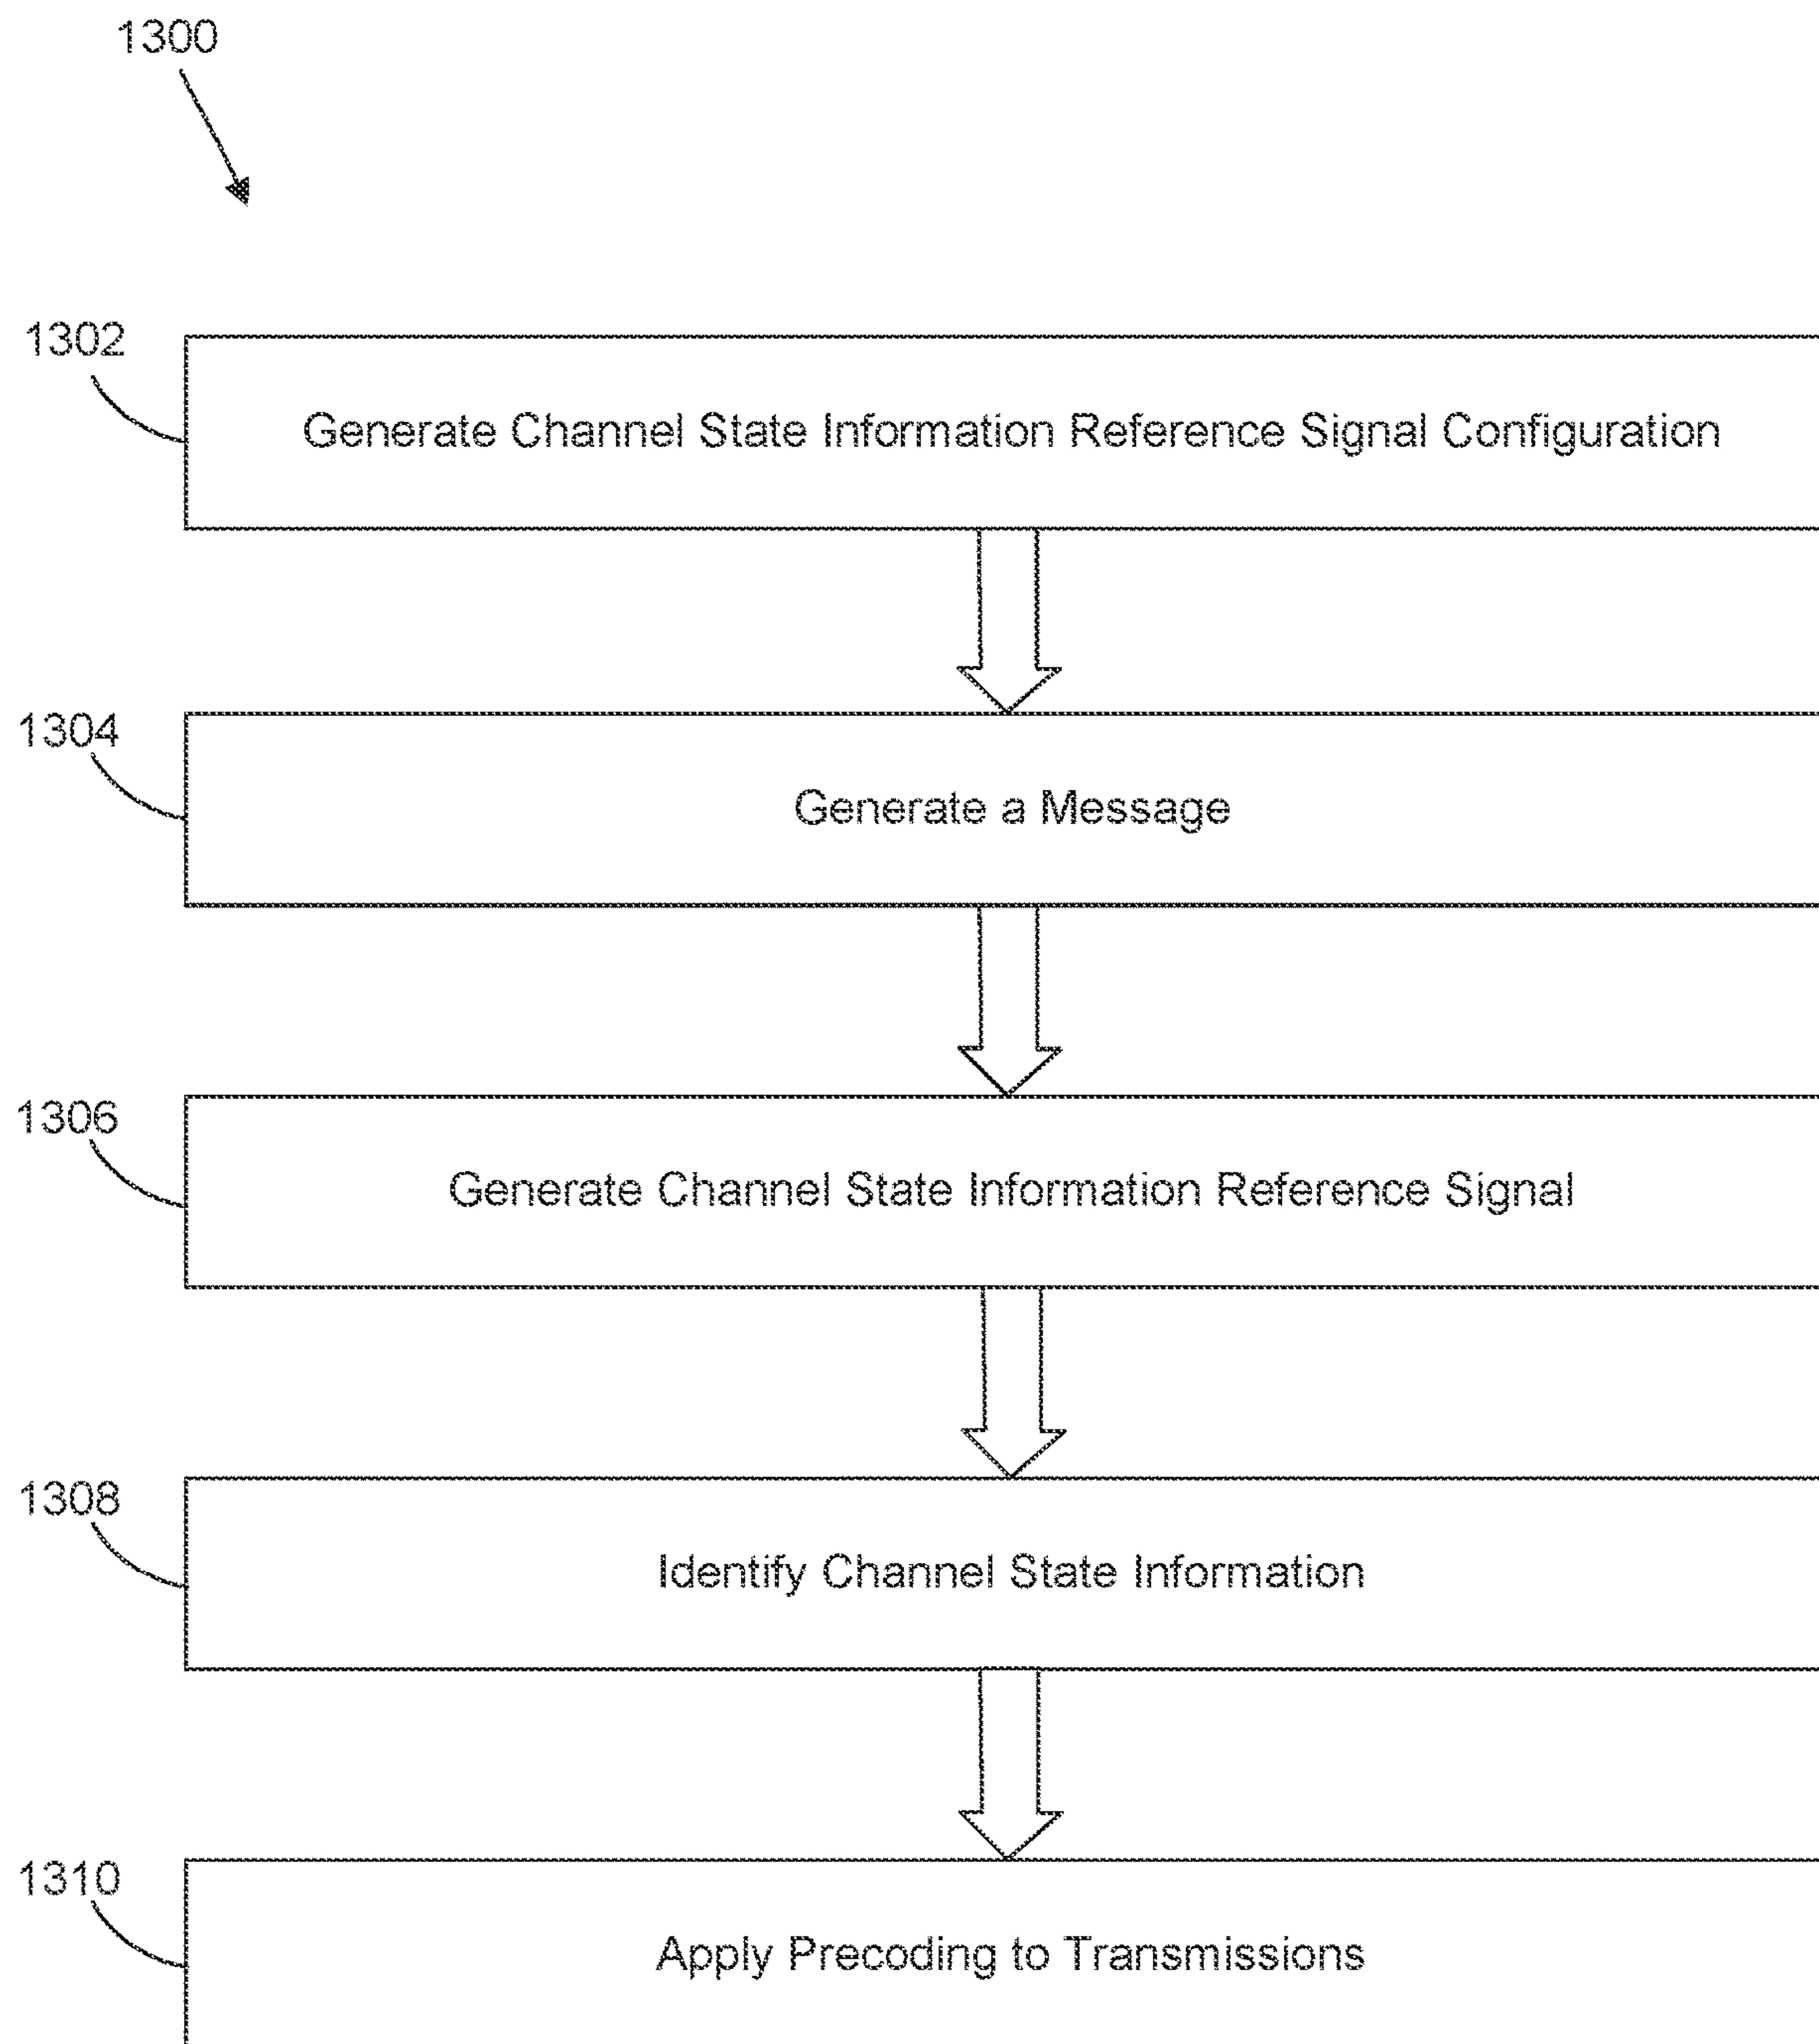 1300
1302
Generate Channel State Information Reference Signal Configuration
1304
Generate a Message
1306
Generate Channel State Information Reference Signal
1308
Identify Channel State Information
1310
Apply Precoding to Transmissions